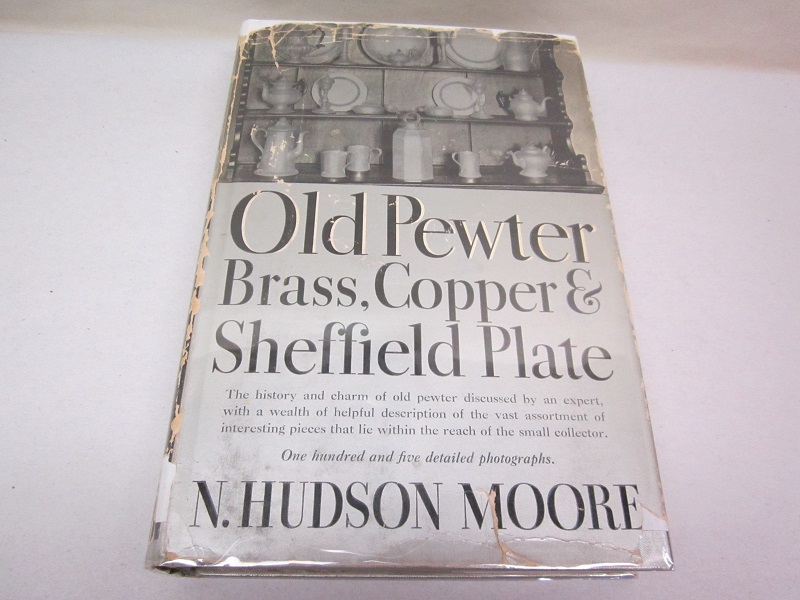 Old Pewter
Brass, Copper &
Sheffield Plate
The history and charm of old pewter discussed by an expert,
with a wealth of helpful description of the vast assortment of
interesting pieces that lie within the reach of the small collector.
One hundred and five detailed photographs.
N. HUDSON MOORE